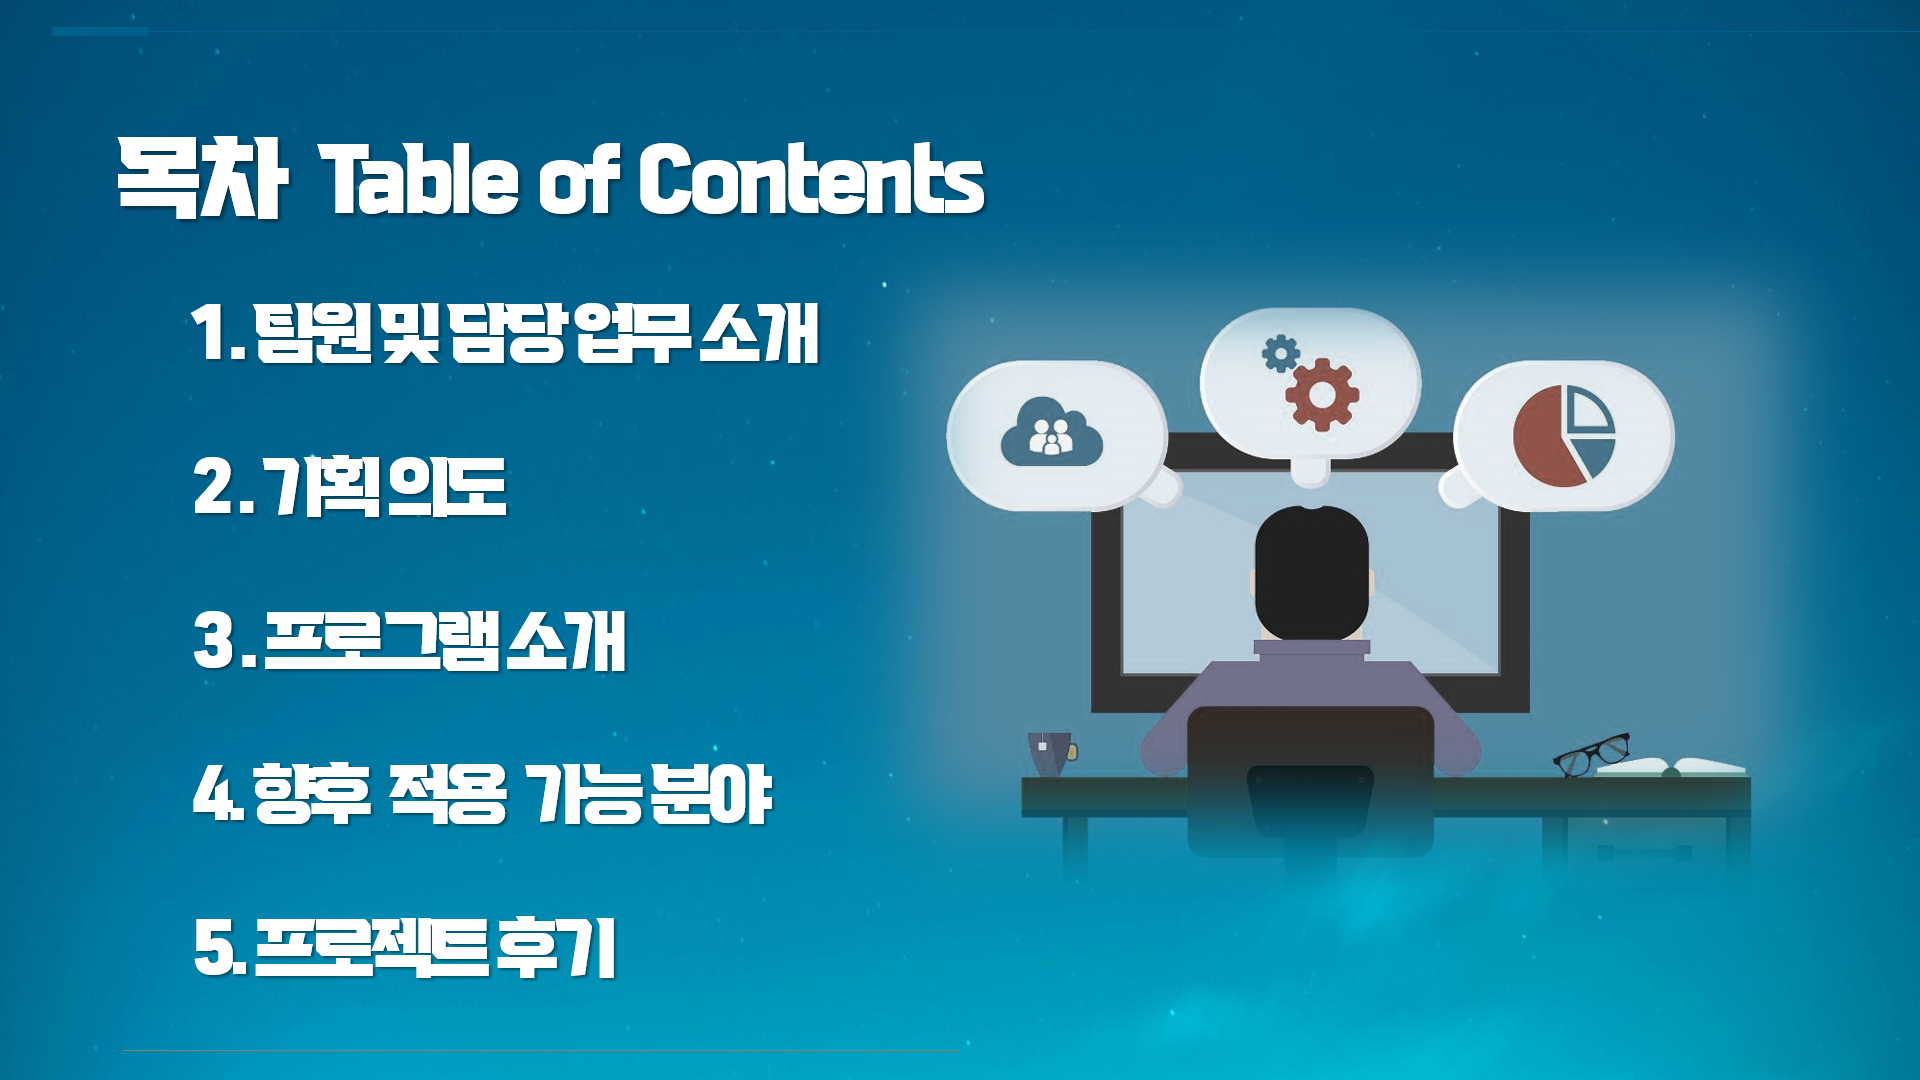 목차 Table of Contents
1. 팀원 및 담당 업무 소개
2. 기획 의도
3. 프로그램 소개
4. 향후 적용 가능 분야
5. 프로젝트 후기